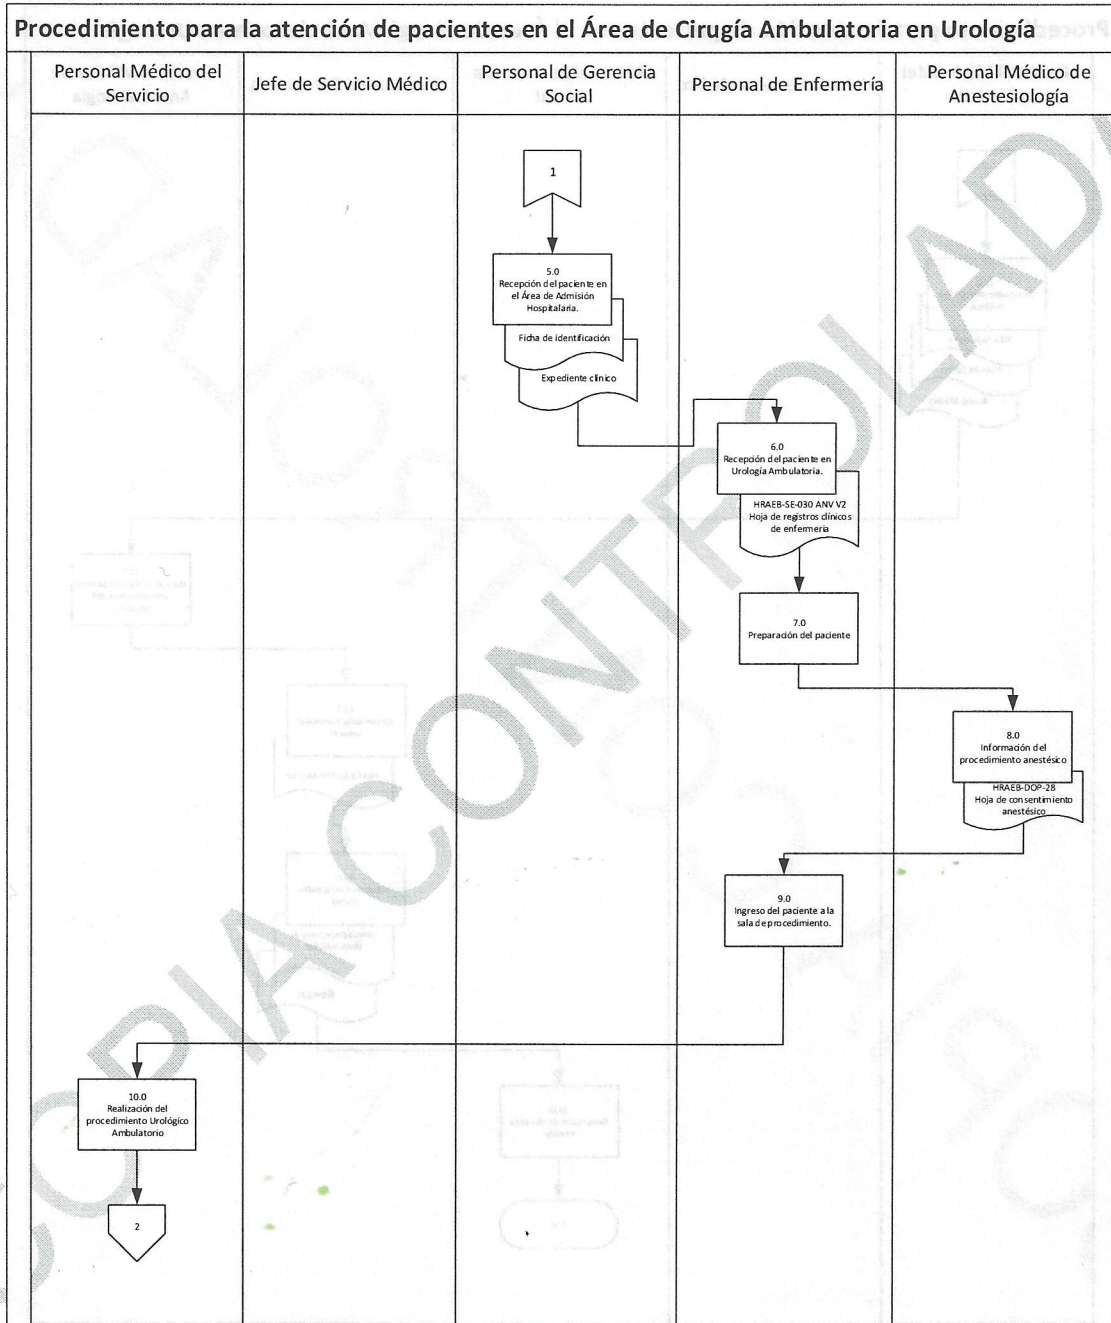 Procedimiento para la atención de pacientes en el Área de Cirugía Ambulatoria en Urología
Personal Médico del
Servicio
Jefe de Servicio Médico
Personal de Gerencia
Social
Personal de Enfermería
Personal Médico de
Anestesiología
1
5.0
Recepción del paciente en
el Área de Admisión
Hospitalaria.
Ficha de identificación
Expediente clínico
6.0
Recepción del paciente en
Urología Ambulatoria.
HRAEB-SE-030 ANV V2
Hoja de registros clínicos
de enfermería
7.0
Preparación del paciente
8.0
Información del
procedimiento anestésico
HRAEB-DOP-28
Hoja de consentimiento
anestésico
9.0
Ingreso del paciente a la
sala de procedimiento.
10.0
Realización del
procedimiento Urológico
Ambulatorio
2
COPIA CONTROLAD